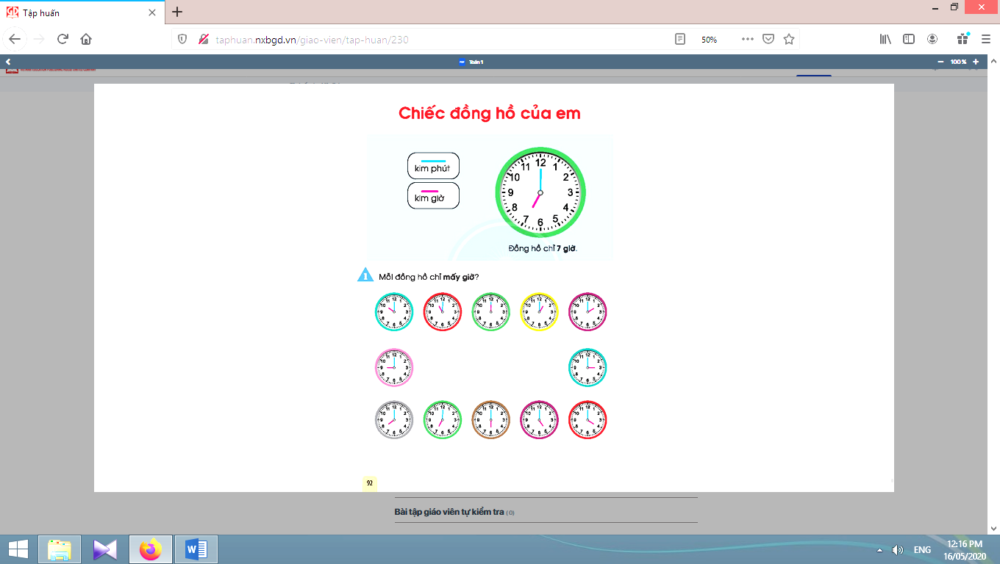 Tập huấn
taphuan.nxbgd.vn/giao-vien/tap-huan/230
50%
Toán 1
100 %
Chiếc đồng hồ của em
kim phút
kim giờ
12 1 2 3 4 5 6 7 8 9 10 11
Đồng hồ chỉ 7 giờ.
1 Mỗi đồng hồ chỉ mấy giờ?
92
Bài tập giáo viên tự kiểm tra (0)
ENG
12:16 PM
16/05/2020